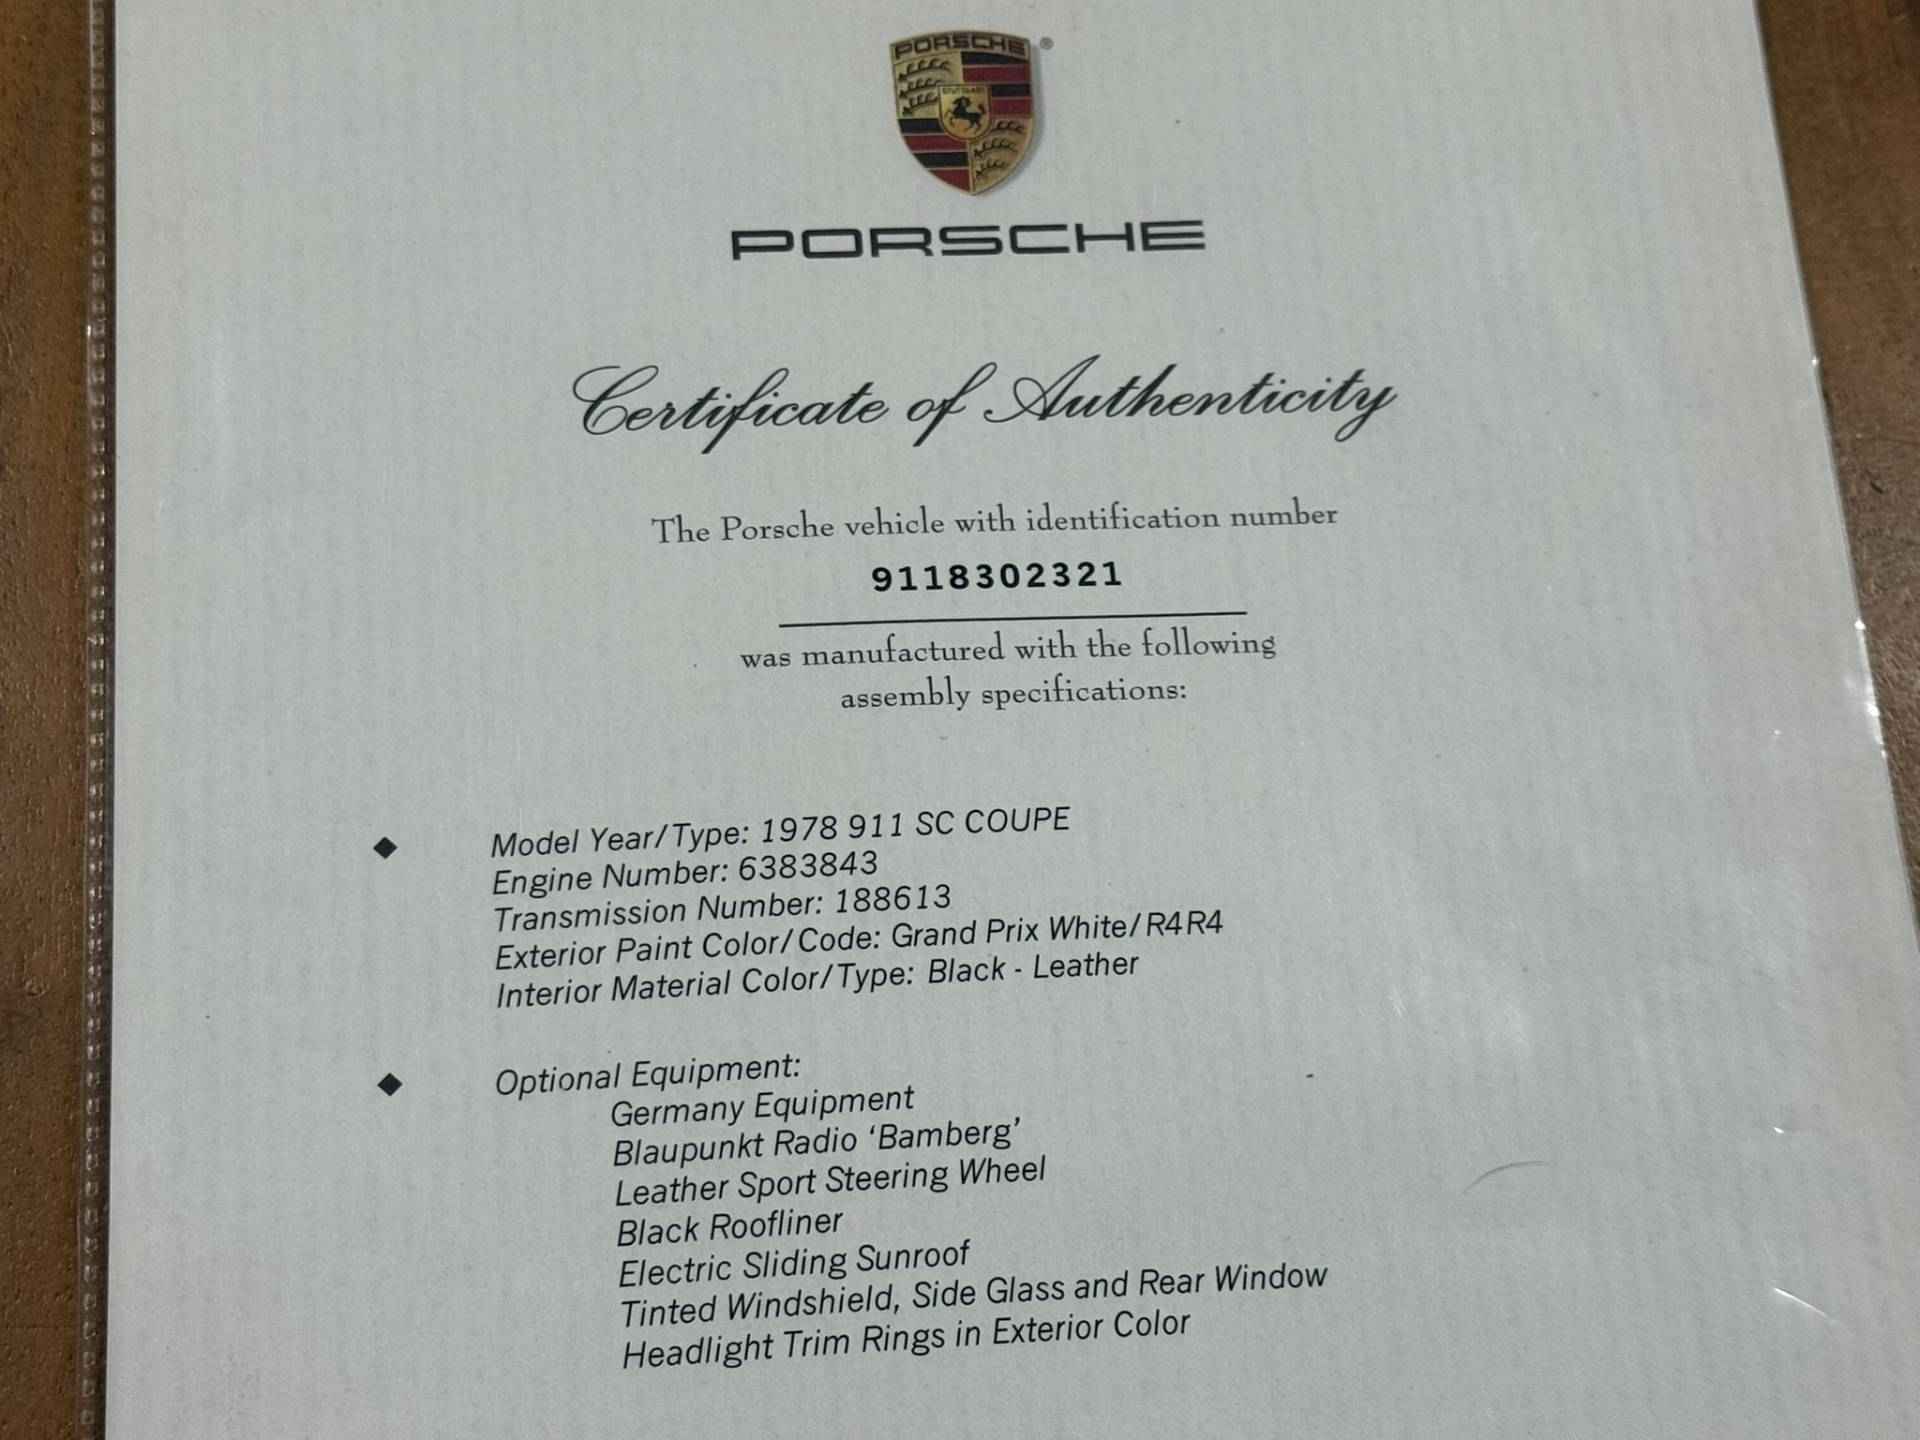 PORSCHE
STUTTGART
PORSCHE
Certificate of Authenticity
The Porsche vehicle with identification number
9118302321
was manufactured with the following
assembly specifications:
◆ Model Year/Type: 1978 911 SC COUPE
Engine Number: 6383843
Transmission Number: 188613
Exterior Paint Color/Code: Grand Prix White/R4R4
Interior Material Color/Type: Black - Leather
◆ Optional Equipment:
Germany Equipment
Blaupunkt Radio ‘Bamberg’
Leather Sport Steering Wheel
Black Roofliner
Electric Sliding Sunroof
Tinted Windshield, Side Glass and Rear Window
Headlight Trim Rings in Exterior Color